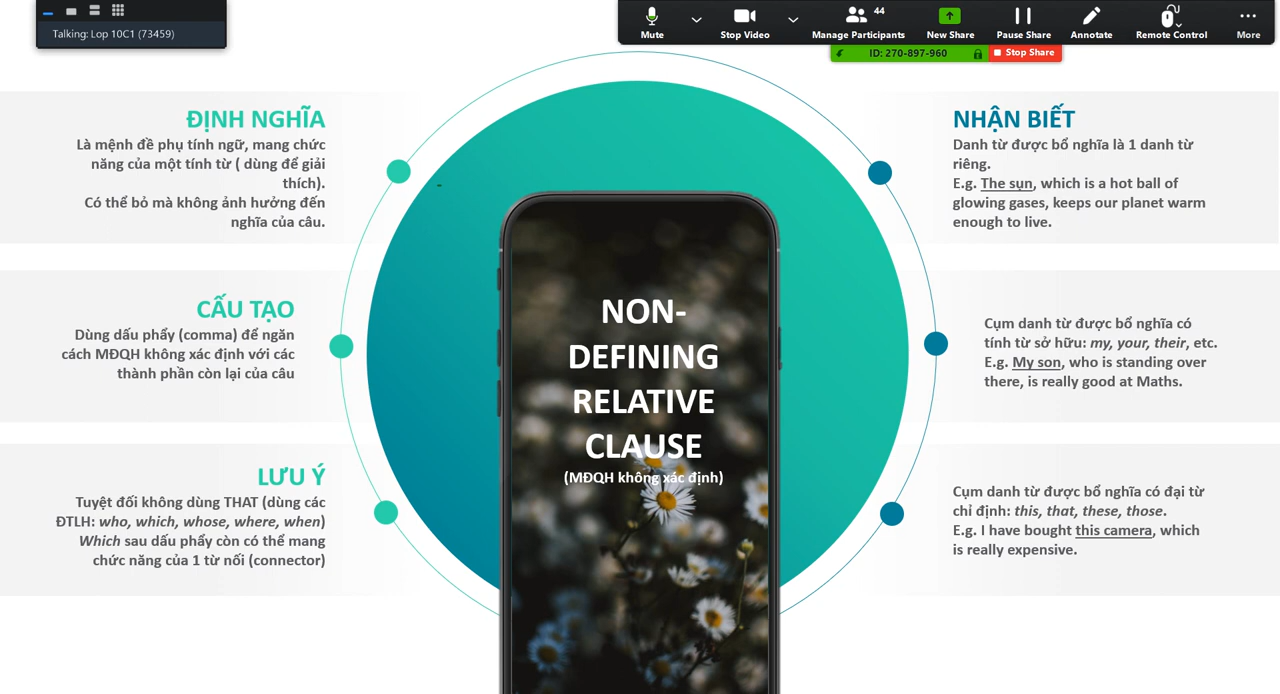 Talking: Lop 10C1 (73459)
Mute
Stop Video
44
Manage Participants
New Share
Pause Share
Annotate
Remote Control
More
ID: 270-897-960
Stop Share
ĐỊNH NGHĨA
Là mệnh đề phụ tính ngữ, mang chức
năng của một tính từ ( dùng để giải
thích).
Có thể bỏ mà không ảnh hưởng đến
nghĩa của câu.
CẤU TẠO
Dùng dấu phẩy (comma) để ngăn
cách MĐQH không xác định với các
thành phần còn lại của câu
LƯU Ý
Tuyệt đối không dùng THAT (dùng các
ĐTLH: who, which, whose, where, when)
Which sau dấu phẩy còn có thể mang
chức năng của 1 từ nối (connector)
NON-
DEFINING
RELATIVE
CLAUSE
(MĐQH không xác định)
NHẬN BIẾT
Danh từ được bổ nghĩa là 1 danh từ
riêng.
E.g. The sun, which is a hot ball of
glowing gases, keeps our planet warm
enough to live.
Cụm danh từ được bổ nghĩa có
tính từ sở hữu: my, your, their, etc.
E.g. My son, who is standing over
there, is really good at Maths.
Cụm danh từ được bổ nghĩa có đại từ
chỉ định: this, that, these, those.
E.g. I have bought this camera, which
is really expensive.